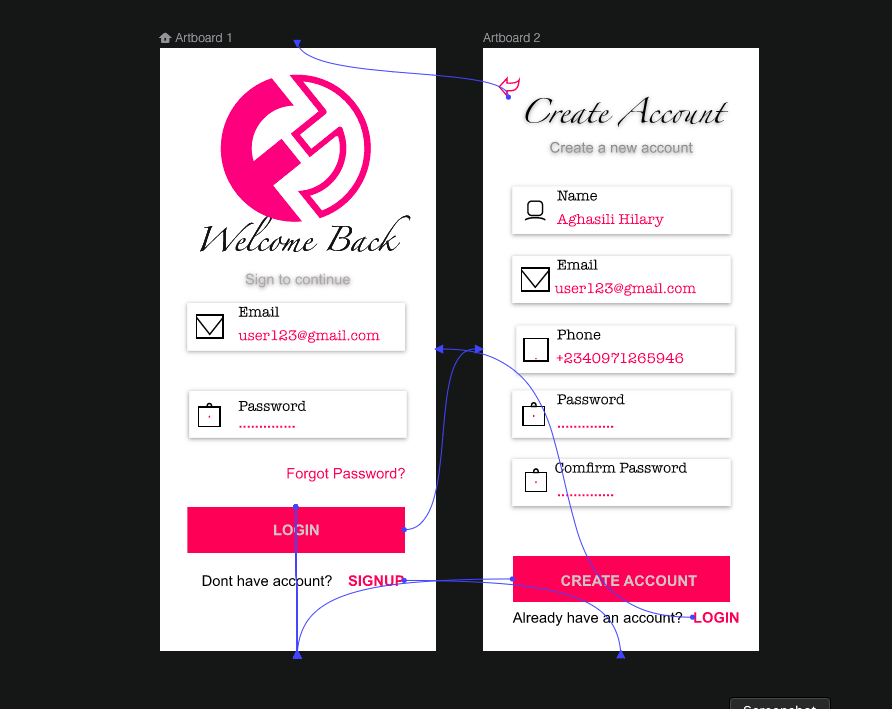 Artboard 1
Welcome Back
Sign to continue
Email
user123@gmail.com
Password
Forgot Password?
LOGIN
Dont have account? SIGNUP
Artboard 2
Create Account
Create a new account
Name
Aghasili Hilary
Email
user123@gmail.com
Phone
+2340971265946
Password
Comfirm Password
CREATE ACCOUNT
Already have an account? LOGIN
Screenshot